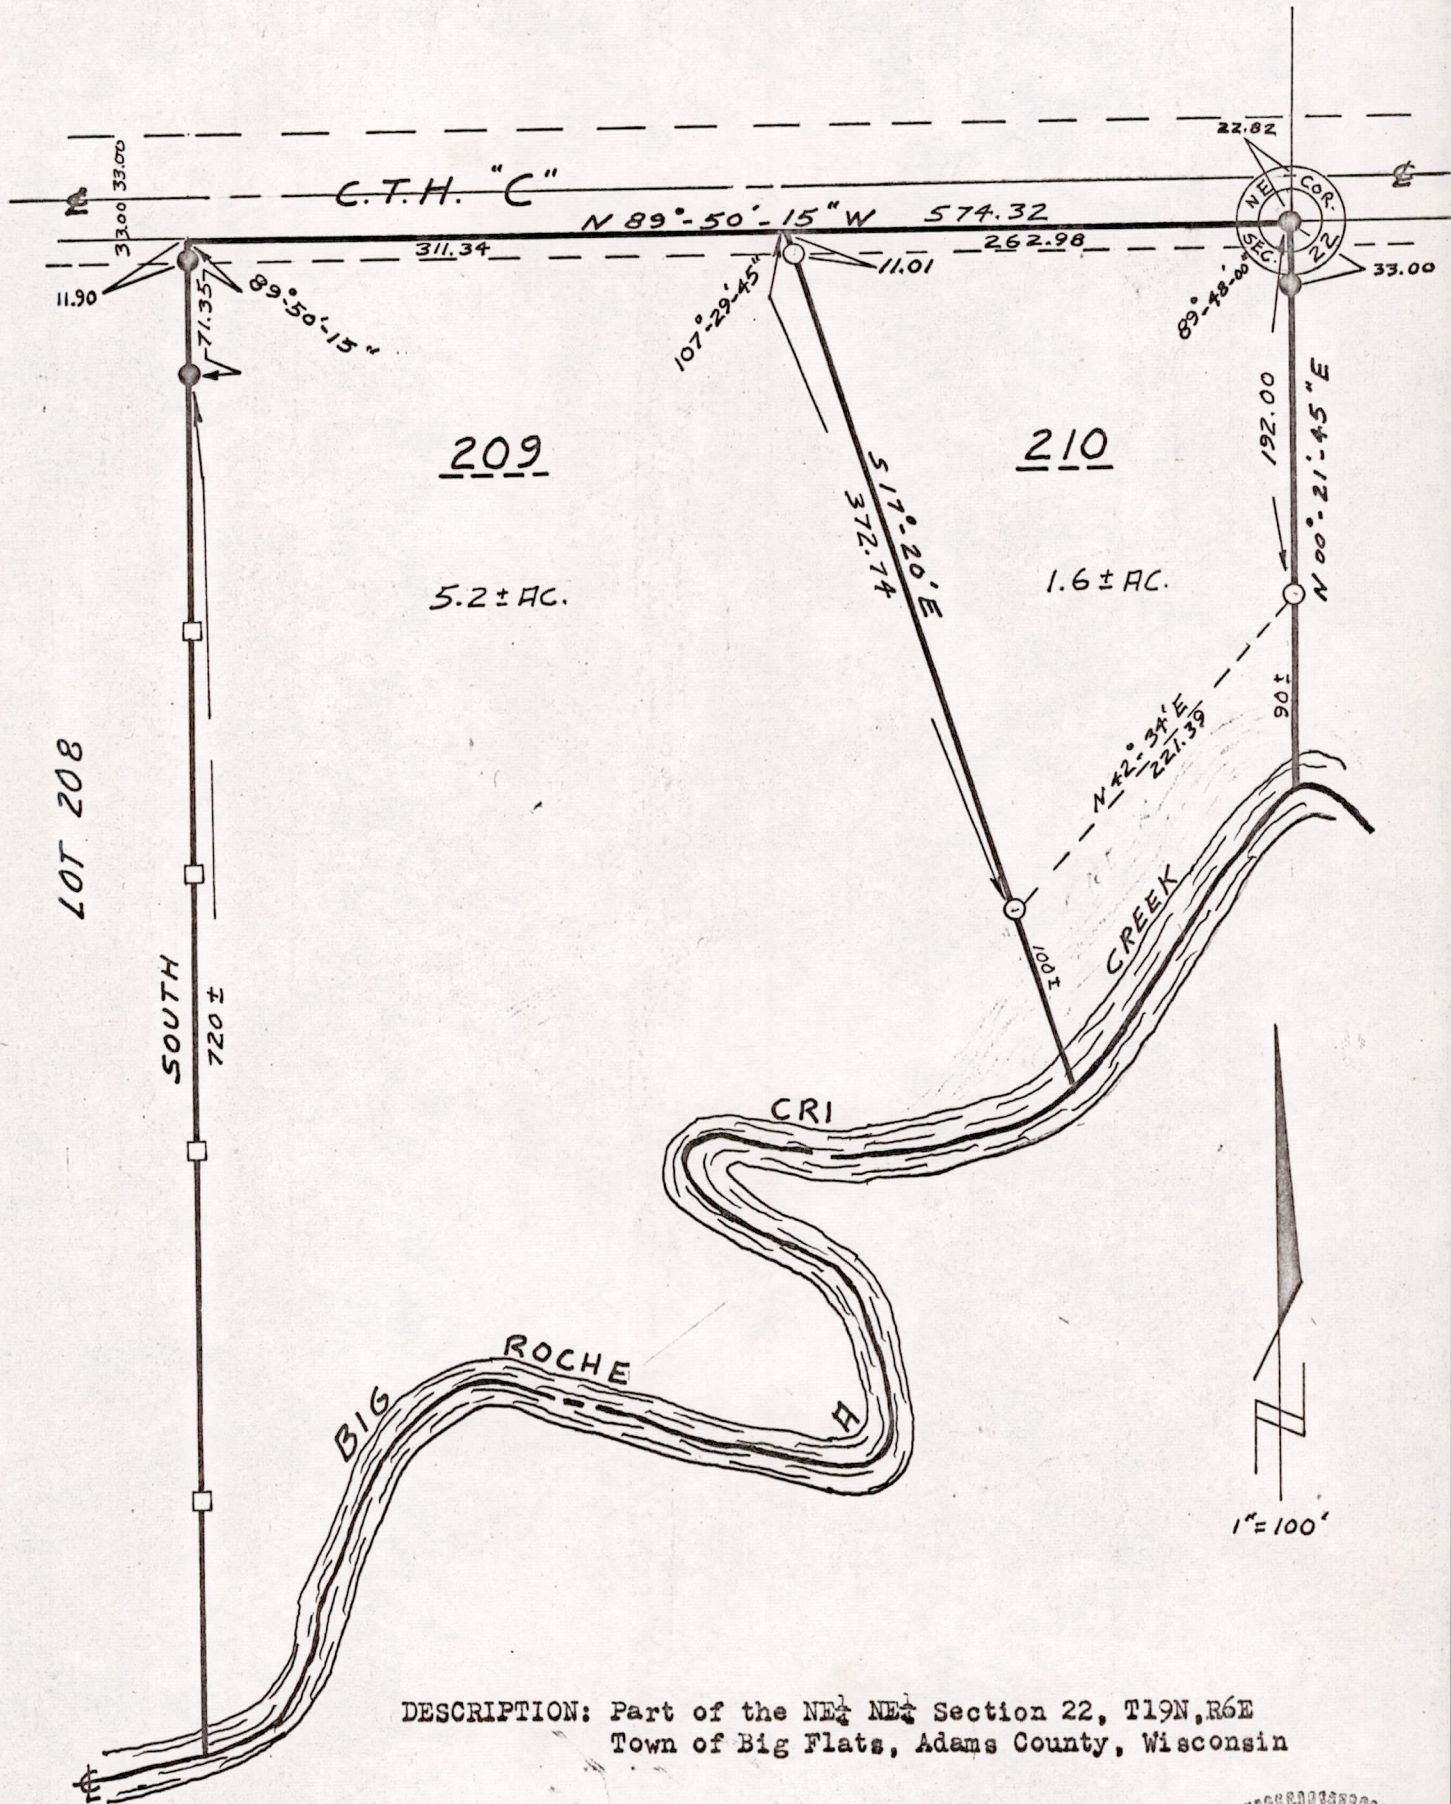 22.82
33.00 33.00
C.T.H. "C"
℄
℄
NE COR.
SEC. 22
N 89°-50'-15" W 574.32
311.34
262.98
11.01
33.00
11.90
71.35
89°-50'-15"
107°-29'-45"
89°-48'-00"
192.00
N 00°-21'-45" E
209
210
S 17°-20' E
372.74
5.2 ± AC.
1.6 ± AC.
90 ±
N 42°-34' E
221.39
LOT 208
SOUTH
720 ±
100 ±
CREEK
CRI
A
ROCHE
BIG
1"=100'
N
DESCRIPTION: Part of the NE¼ NE¼ Section 22, T19N,R6E
Town of Big Flats, Adams County, Wisconsin
℄